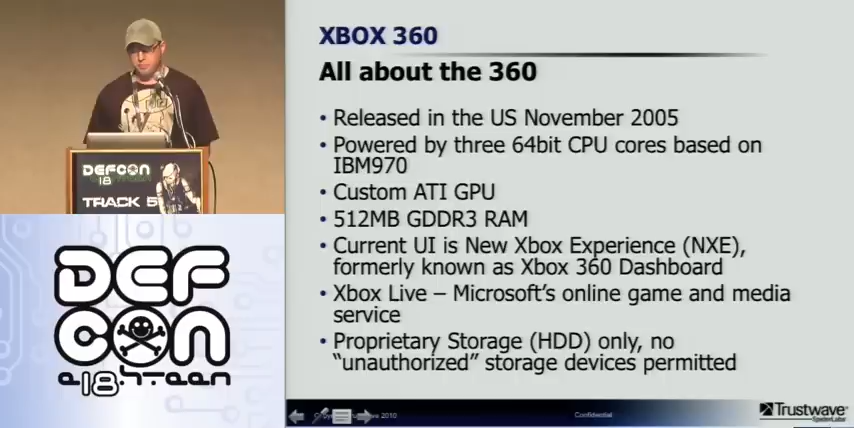 XBOX 360
All about the 360
• Released in the US November 2005
• Powered by three 64bit CPU cores based on
IBM970
• Custom ATI GPU
• 512MB GDDR3 RAM
• Current UI is New Xbox Experience (NXE),
formerly known as Xbox 360 Dashboard
• Xbox Live – Microsoft's online game and media
service
• Proprietary Storage (HDD) only, no
"unauthorized" storage devices permitted
DEFCON
18
TRACK 5
DEF
CON
e18hteen
2010
Confidential
Trustwave®
SpiderLabs